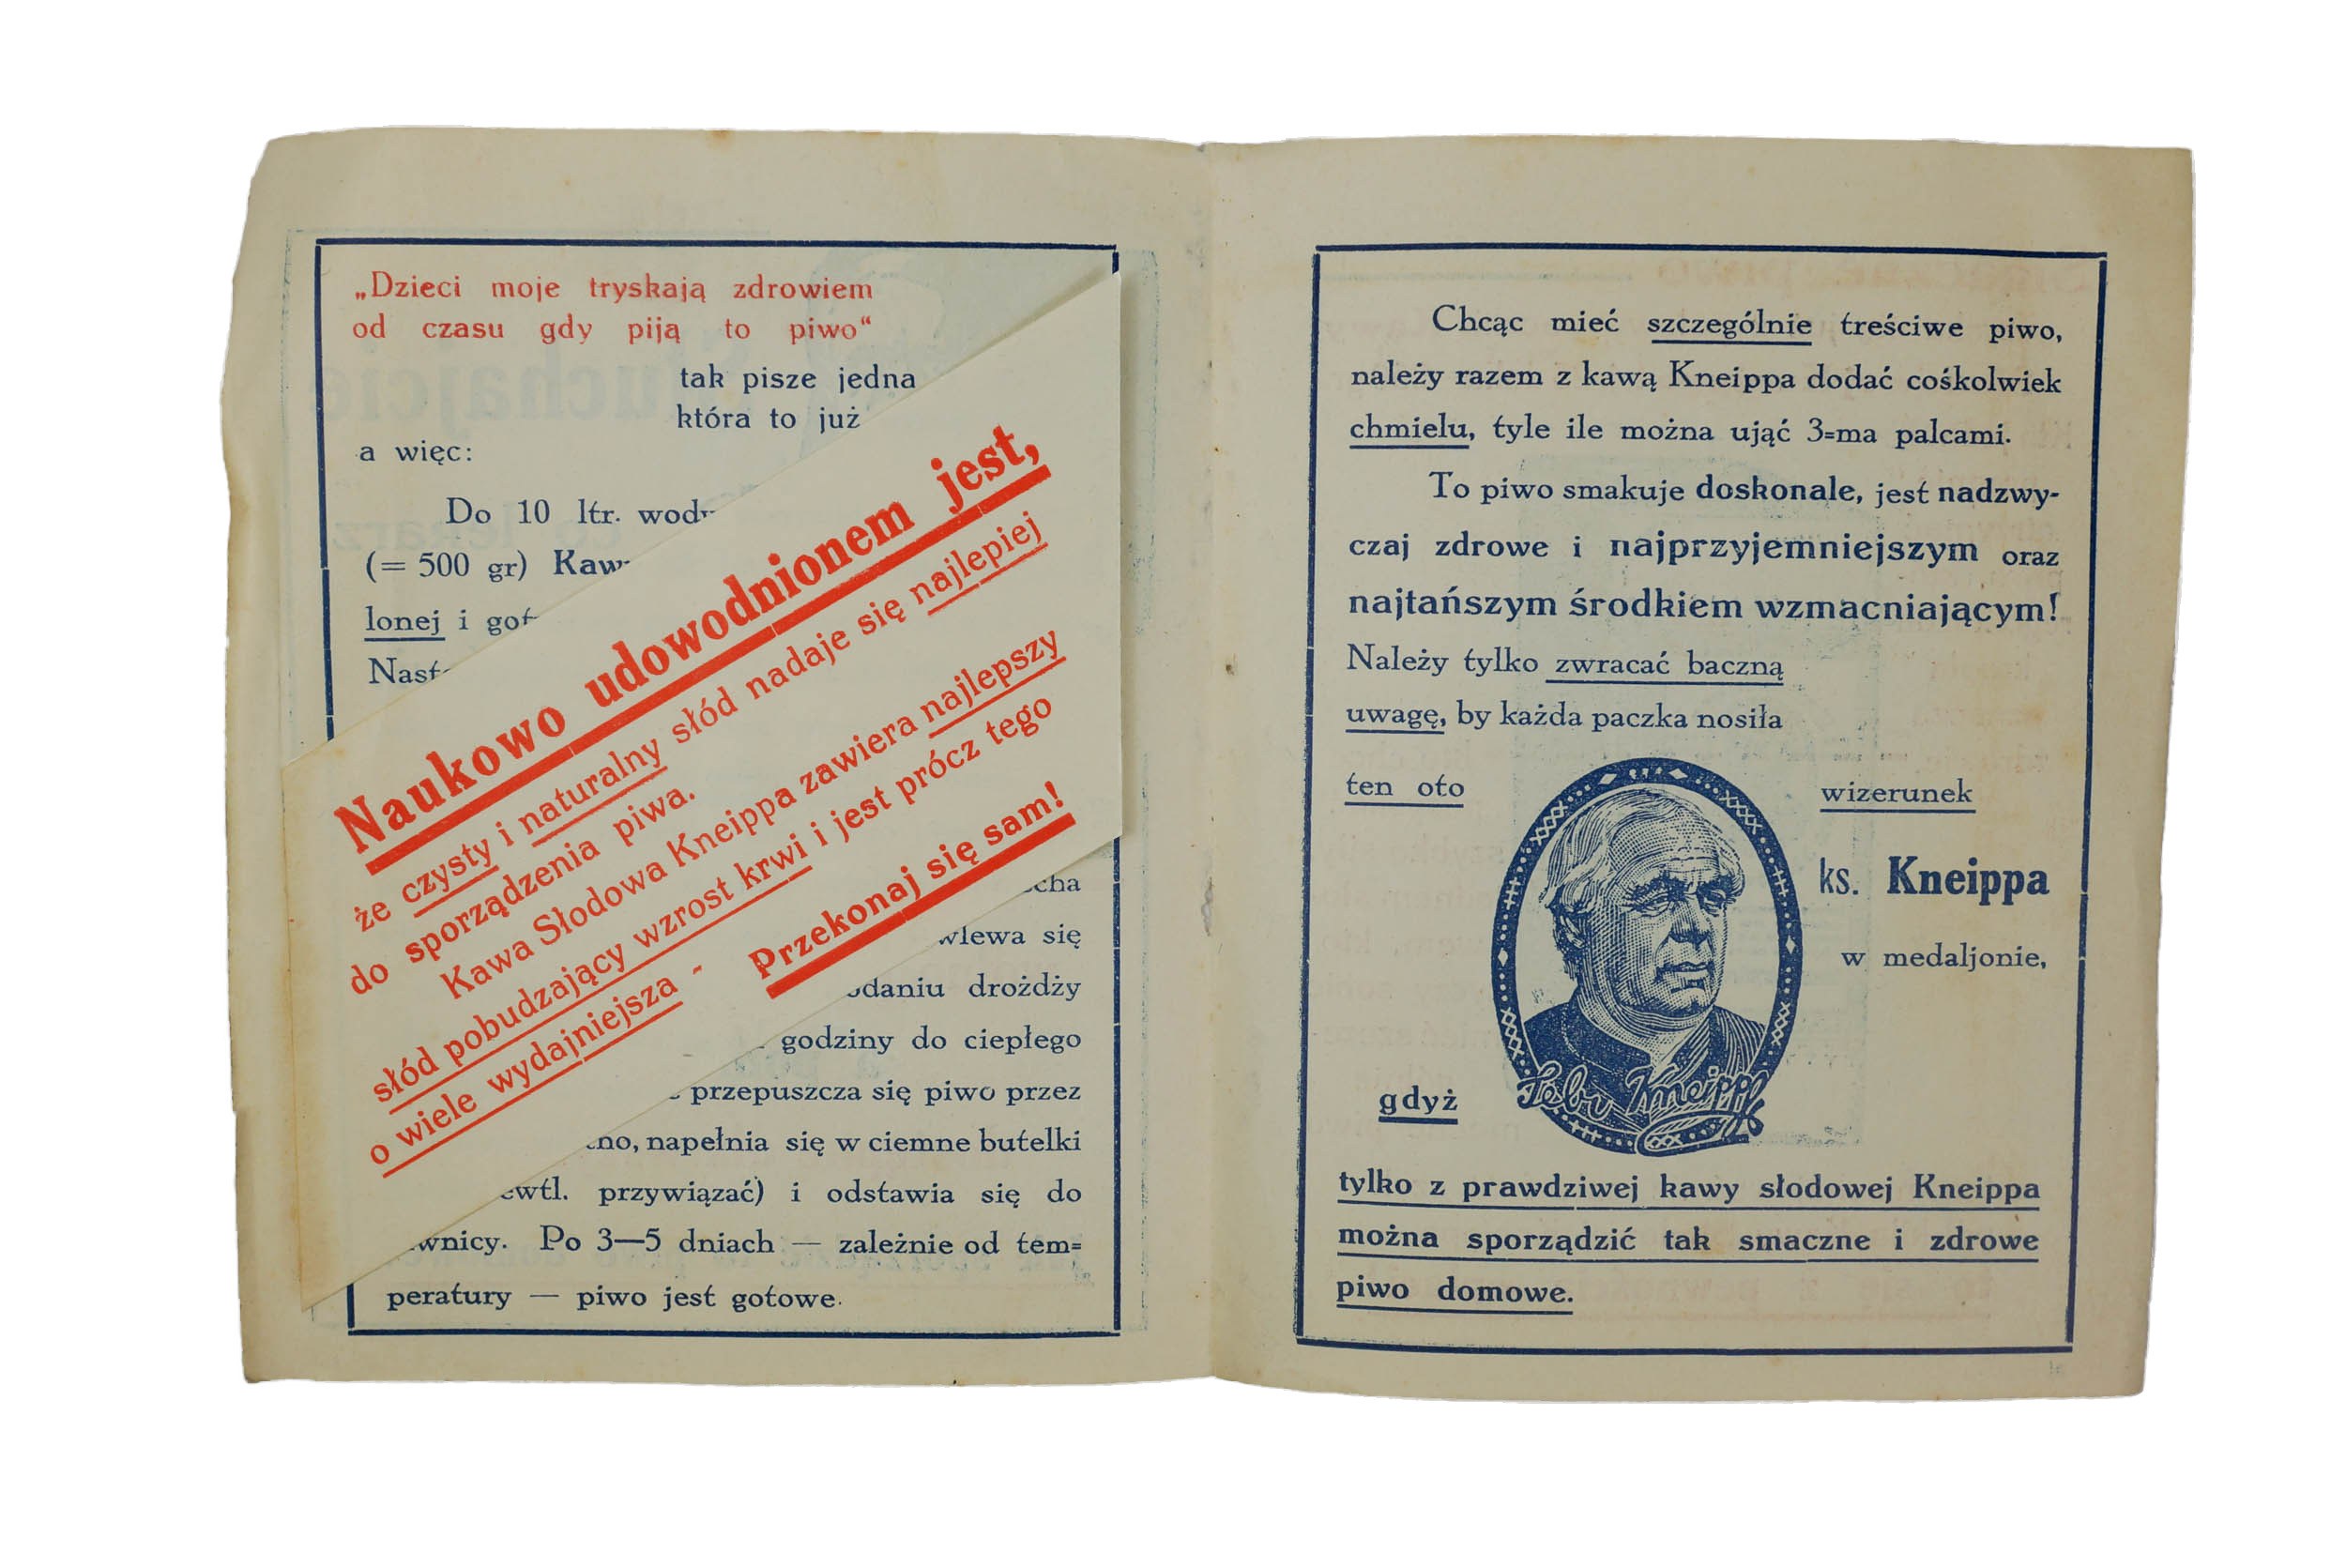 „Dzieci moje tryskają zdrowiem
od czasu gdy piją to piwo“
tak pisze jedna
która to już
a więc:
Do 10 ltr. wody
(= 500 gr) Kaw
lonej i got
Nast
Naukowo udowodnionem jest,
że czysty i naturalny słód nadaje się najlepiej
do sporządzenia piwa.
Kawa Słodowa Kneippa zawiera najlepszy
słód pobudzający wzrost krwi i jest prócz tego
o wiele wydajniejsza - Przekonaj się sam!
cha
wlewa się
daniu drożdży
godziny do ciepłego
przepuszcza się piwo przez
no, napełnia się w ciemne butelki
ewtl. przywiązać) i odstawia się do
wnicy. Po 3—5 dniach — zależnie od tem=
peratury — piwo jest gotowe.
Chcąc mieć szczególnie treściwe piwo,
należy razem z kawą Kneippa dodać cośkolwiek
chmielu, tyle ile można ująć 3=ma palcami.
To piwo smakuje doskonale, jest nadzwy-
czaj zdrowe i najprzyjemniejszym oraz
najtańszym środkiem wzmacniającym!
Należy tylko zwracać baczną
uwagę, by każda paczka nosiła
ten oto wizerunek
ks. Kneippa
w medaljonie,
Seb. Kneipp
gdyż
tylko z prawdziwej kawy słodowej Kneippa
można sporządzić tak smaczne i zdrowe
piwo domowe.